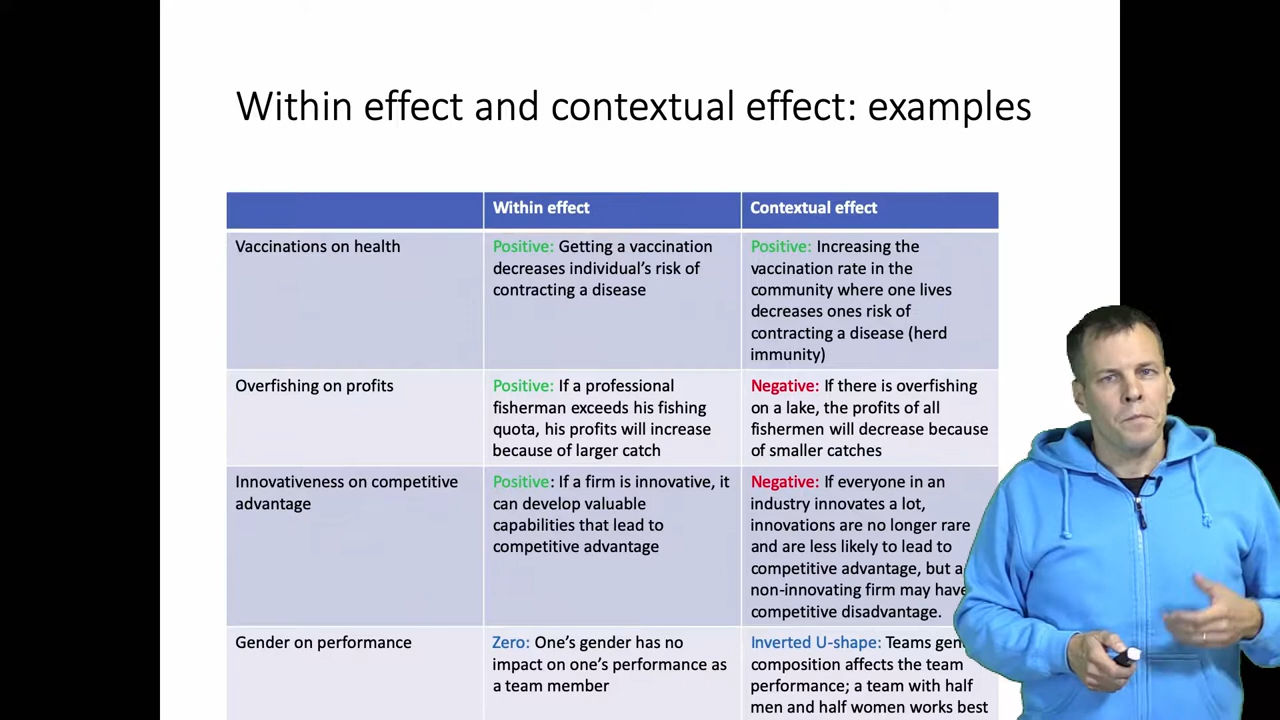 Within effect and contextual effect: examples
Within effect
Contextual effect
Vaccinations on health
Positive: Getting a vaccination
decreases individual's risk of
contracting a disease
Positive: Increasing the
vaccination rate in the
community where one lives
decreases ones risk of
contracting a disease (herd
immunity)
Overfishing on profits
Positive: If a professional
fisherman exceeds his fishing
quota, his profits will increase
because of larger catch
Negative: If there is overfishing
on a lake, the profits of all
fishermen will decrease because
of smaller catches
Innovativeness on competitive
advantage
Positive: If a firm is innovative, it
can develop valuable
capabilities that lead to
competitive advantage
Negative: If everyone in an
industry innovates a lot,
innovations are no longer rare
and are less likely to lead to
competitive advantage, but a
non-innovating firm may have
competitive disadvantage.
Gender on performance
Zero: One's gender has no
impact on one's performance as
a team member
Inverted U-shape: Teams
composition affects the team
performance; a team with half
men and half women works best